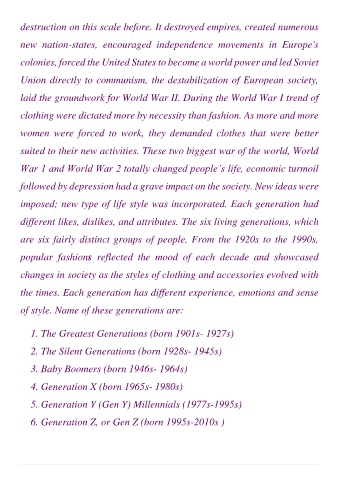 destruction on this scale before. It destroyed empires, created numerous
new nation-states, encouraged independence movements in Europe's
colonies, forced the United States to become a world power and led Soviet
Union directly to communism, the destabilization of European society,
laid the groundwork for World War II. During the World War I trend of
clothing were dictated more by necessity than fashion. As more and more
women were forced to work, they demanded clothes that were better
suited to their new activities. These two biggest war of the world, World
War 1 and World War 2 totally changed people's life, economic turmoil
followed by depression had a grave impact on the society. New ideas were
imposed; new type of life style was incorporated. Each generation had
different likes, dislikes, and attributes. The six living generations, which
are six fairly distinct groups of people, From the 1920s to the 1990s,
popular fashions reflected the mood of each decade and showcased
changes in society as the styles of clothing and accessories evolved with
the times. Each generation has different experience, emotions and sense
of style. Name of these generations are:
1. The Greatest Generations (born 1901s- 1927s)
2. The Silent Generations (born 1928s- 1945s)
3. Baby Boomers (born 1946s- 1964s)
4. Generation X (born 1965s- 1980s)
5. Generation Y (Gen Y) Millennials (1977s-1995s)
6. Generation Z, or Gen Z (born 1995s-2010s )